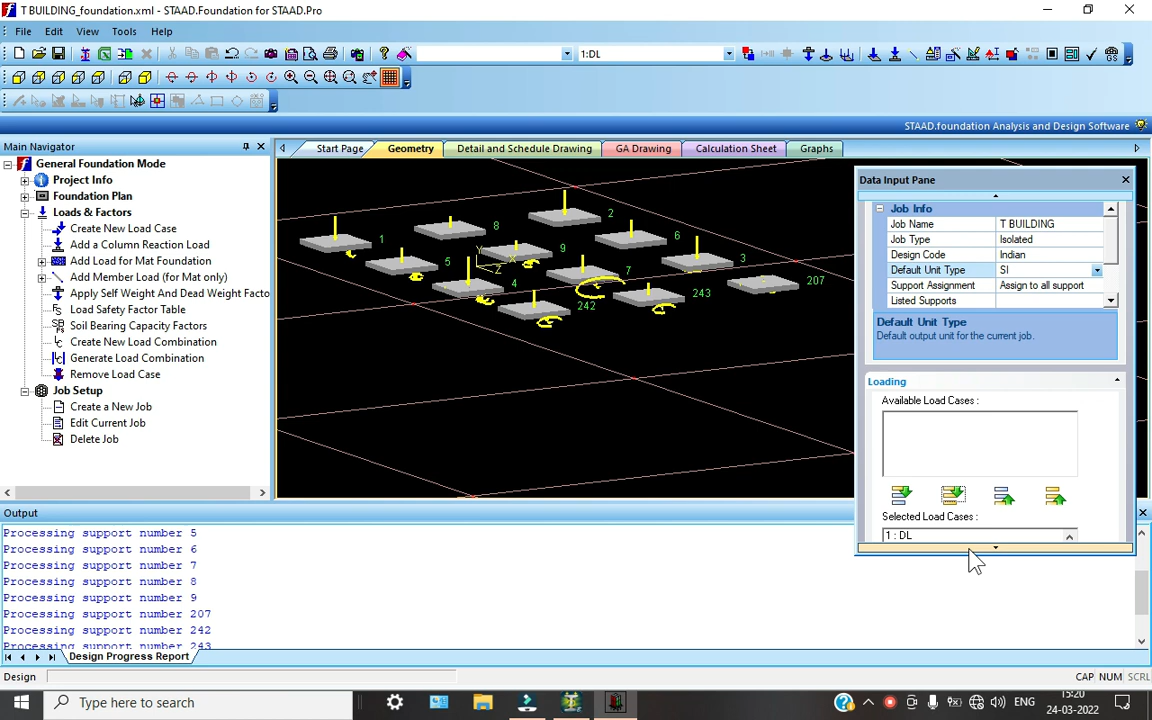 T BUILDING_foundation.xml - STAAD.Foundation for STAAD.Pro
File Edit View Tools Help
1:DL
STAAD.foundation Analysis and Design Software
Main Navigator
General Foundation Mode
Project Info
Foundation Plan
Loads & Factors
Create New Load Case
Add a Column Reaction Load
Add Load for Mat Foundation
Add Member Load (for Mat only)
Apply Self Weight And Dead Weight Facto
Load Safety Factor Table
Soil Bearing Capacity Factors
Create New Load Combination
Generate Load Combination
Remove Load Case
Job Setup
Create a New Job
Edit Current Job
Delete Job
Start Page Geometry Detail and Schedule Drawing GA Drawing Calculation Sheet Graphs
2
8
1
6
9
3
5
Y
X
Z
7
207
4
243
242
Data Input Pane
Job Info
Job Name T BUILDING
Job Type Isolated
Design Code Indian
Default Unit Type SI
Support Assignment Assign to all support
Listed Supports
Default Unit Type
Default output unit for the current job.
Loading
Available Load Cases :
Selected Load Cases :
1 : DL
Output
Processing support number 5
Processing support number 6
Processing support number 7
Processing support number 8
Processing support number 9
Processing support number 207
Processing support number 242
Processing support number 243
Design Progress Report
Design
CAP NUM SCRL
Type here to search
ENG
15:20
24-03-2022